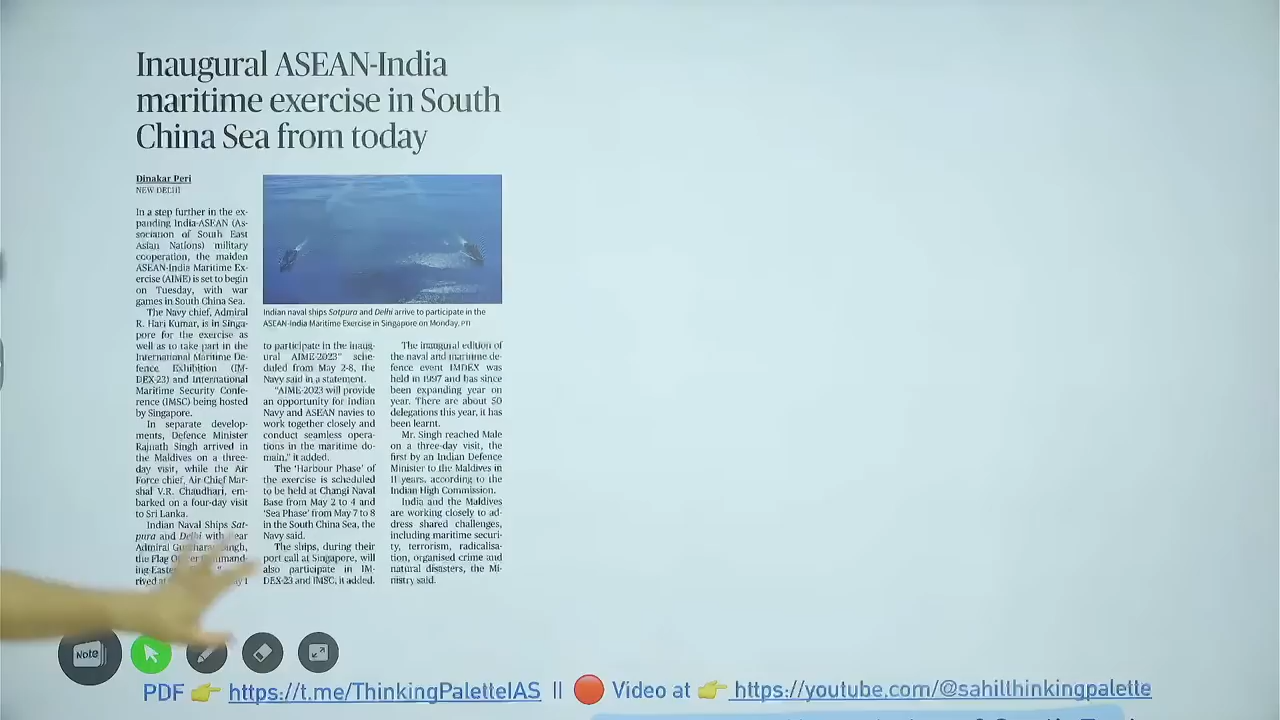 Inaugural ASEAN-India
maritime exercise in South
China Sea from today
Dinakar Peri
NEW DELHI
In a step further in the ex-
panding India-ASEAN (As-
sociation of South East
Asian Nations) military
cooperation, the maiden
ASEAN-India Maritime Ex-
ercise (AIME) is set to begin
on Tuesday, with war
games in South China Sea.
The Navy chief, Admiral
R. Hari Kumar, is in Singa-
pore for the exercise as
well as to take part in the
International Maritime De-
fence Exhibition (IM-
DEX-23) and International
Maritime Security Confe-
rence (IMSC) being hosted
by Singapore.
In separate develop-
ments, Defence Minister
Rajnath Singh arrived in
the Maldives on a three-
day visit, while the Air
Force chief, Air Chief Mar-
shal V.R. Chaudhari, em-
barked on a four-day visit
to Sri Lanka.
Indian Naval Ships Sat-
pura and Delhi with
Admiral
the Flag
rived at
Indian naval ships Satpura and Delhi arrive to participate in the
ASEAN-India Maritime Exercise in Singapore on Monday. PTI
to participate in the inaug-
ural AIME-2023" sche-
duled from May 2-8, the
Navy said in a statement.
"AIME-2023 will provide
an opportunity for Indian
Navy and ASEAN navies to
work together closely and
conduct seamless opera-
tions in the maritime do-
main," it added.
The 'Harbour Phase' of
the exercise is scheduled
to be held at Changi Naval
Base from May 2 to 4 and
'Sea Phase' from May 7 to 8
in the South China Sea, the
Navy said.
The ships, during their
port call at Singapore, will
also participate in IM-
DEX-23 and IMSC, it added.
The inaugural edition of
the naval and maritime de-
fence event IMDEX was
held in 1997 and has since
been expanding year on
year. There are about 50
delegations this year, it has
been learnt.
Mr. Singh reached Male
on a three-day visit, the
first by an Indian Defence
Minister to the Maldives in
11 years, according to the
Indian High Commission.
India and the Maldives
are working closely to ad-
dress shared challenges,
including maritime securi-
ty, terrorism, radicalisa-
tion, organised crime and
natural disasters, the Mi-
nistry said.
Note
PDF 👉 https://t.me/ThinkingPaletteIAS || 🔴 Video at 👉 https://youtube.com/@sahilthinkingpalette